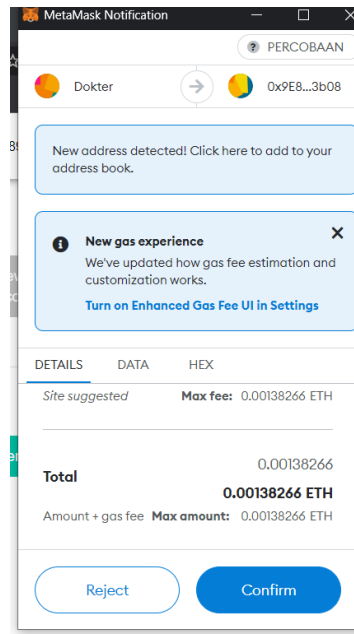 MetaMask Notification
PERCOBAAN
Dokter
0x9E8...3b08
New address detected! Click here to add to your
address book.
New gas experience
We've updated how gas fee estimation and
customization works.
Turn on Enhanced Gas Fee UI in Settings
DETAILS DATA HEX
Site suggested Max fee: 0.00138266 ETH
0.00138266
Total
0.00138266 ETH
Amount + gas fee Max amount: 0.00138266 ETH
Reject Confirm